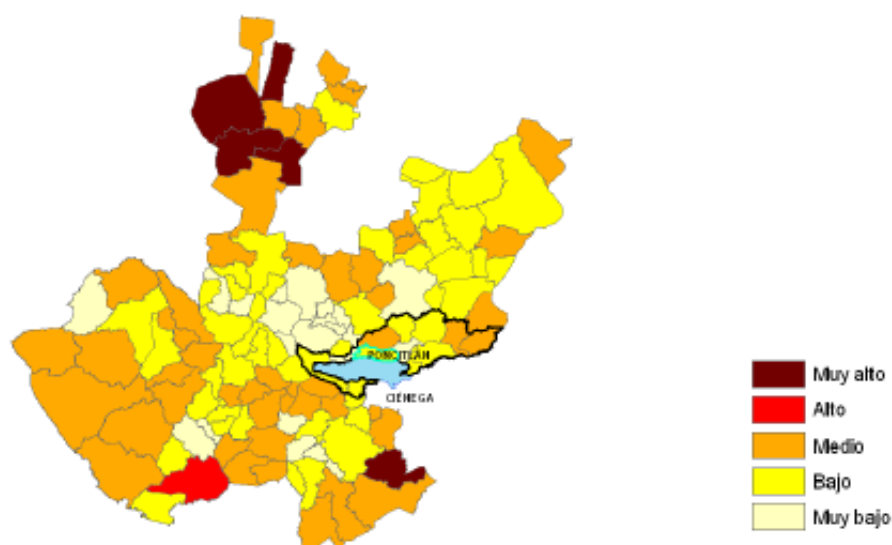 PONCITLÁN
CIÉNEGA
Muy alto
Alto
Medio
Bajo
Muy bajo